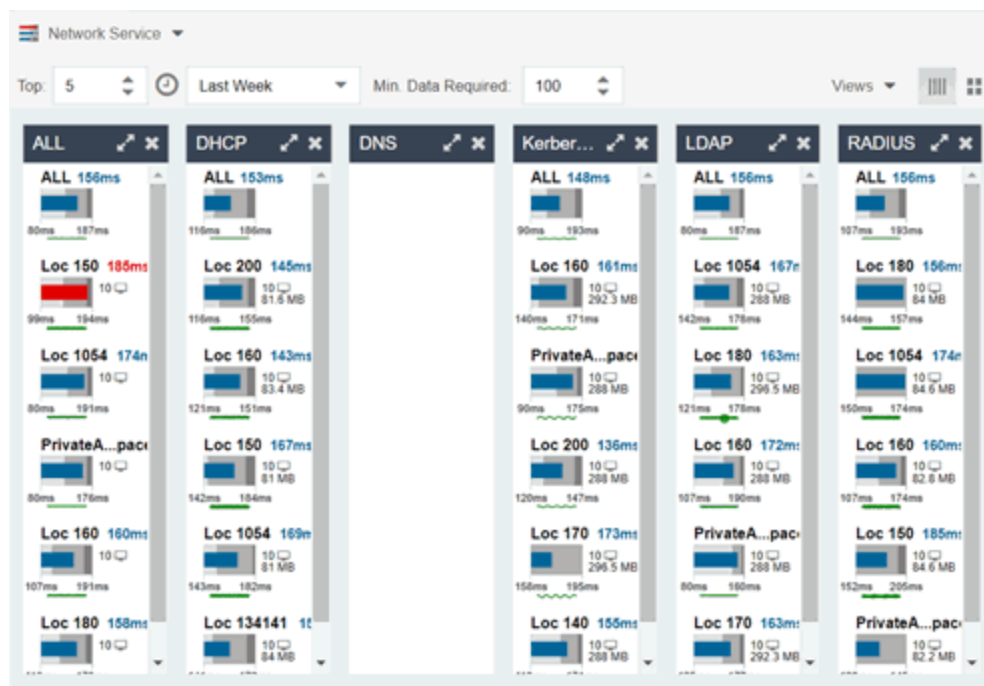 Network Service
Top: 5 Last Week Min. Data Required: 100 Views
ALL
ALL 156ms
80ms 187ms
Loc 150 185ms
10
99ms 194ms
Loc 1054 174n
10
80ms 191ms
PrivateA...pace
10
80ms 176ms
Loc 160 160ms
10
107ms 191ms
Loc 180 158ms
10
DHCP
ALL 153ms
116ms 186ms
Loc 200 145ms
10
81.6 MB
116ms 155ms
Loc 160 143ms
10
83.4 MB
121ms 151ms
Loc 150 167ms
10
81 MB
142ms 184ms
Loc 1054 169n
10
81 MB
143ms 182ms
Loc 134141 15
10
84 MB
DNS
Kerber...
ALL 148ms
90ms 193ms
Loc 160 161ms
10
292.3 MB
140ms 171ms
PrivateA...pace
10
288 MB
90ms 175ms
Loc 200 136ms
10
288 MB
120ms 147ms
Loc 170 173ms
10
296.5 MB
158ms 195ms
Loc 140 155ms
10
288 MB
LDAP
ALL 156ms
80ms 187ms
Loc 1054 167n
10
288 MB
142ms 178ms
Loc 180 163ms
10
296.5 MB
121ms 178ms
Loc 160 172ms
10
288 MB
107ms 190ms
PrivateA...pac
10
288 MB
80ms 160ms
Loc 170 163ms
10
292.3 MB
RADIUS
ALL 156ms
107ms 193ms
Loc 180 156ms
10
84 MB
144ms 157ms
Loc 1054 174n
10
84.6 MB
150ms 174ms
Loc 160 160ms
10
82.8 MB
107ms 174ms
Loc 150 185ms
10
84.6 MB
152ms 205ms
PrivateA...pac
10
82.2 MB